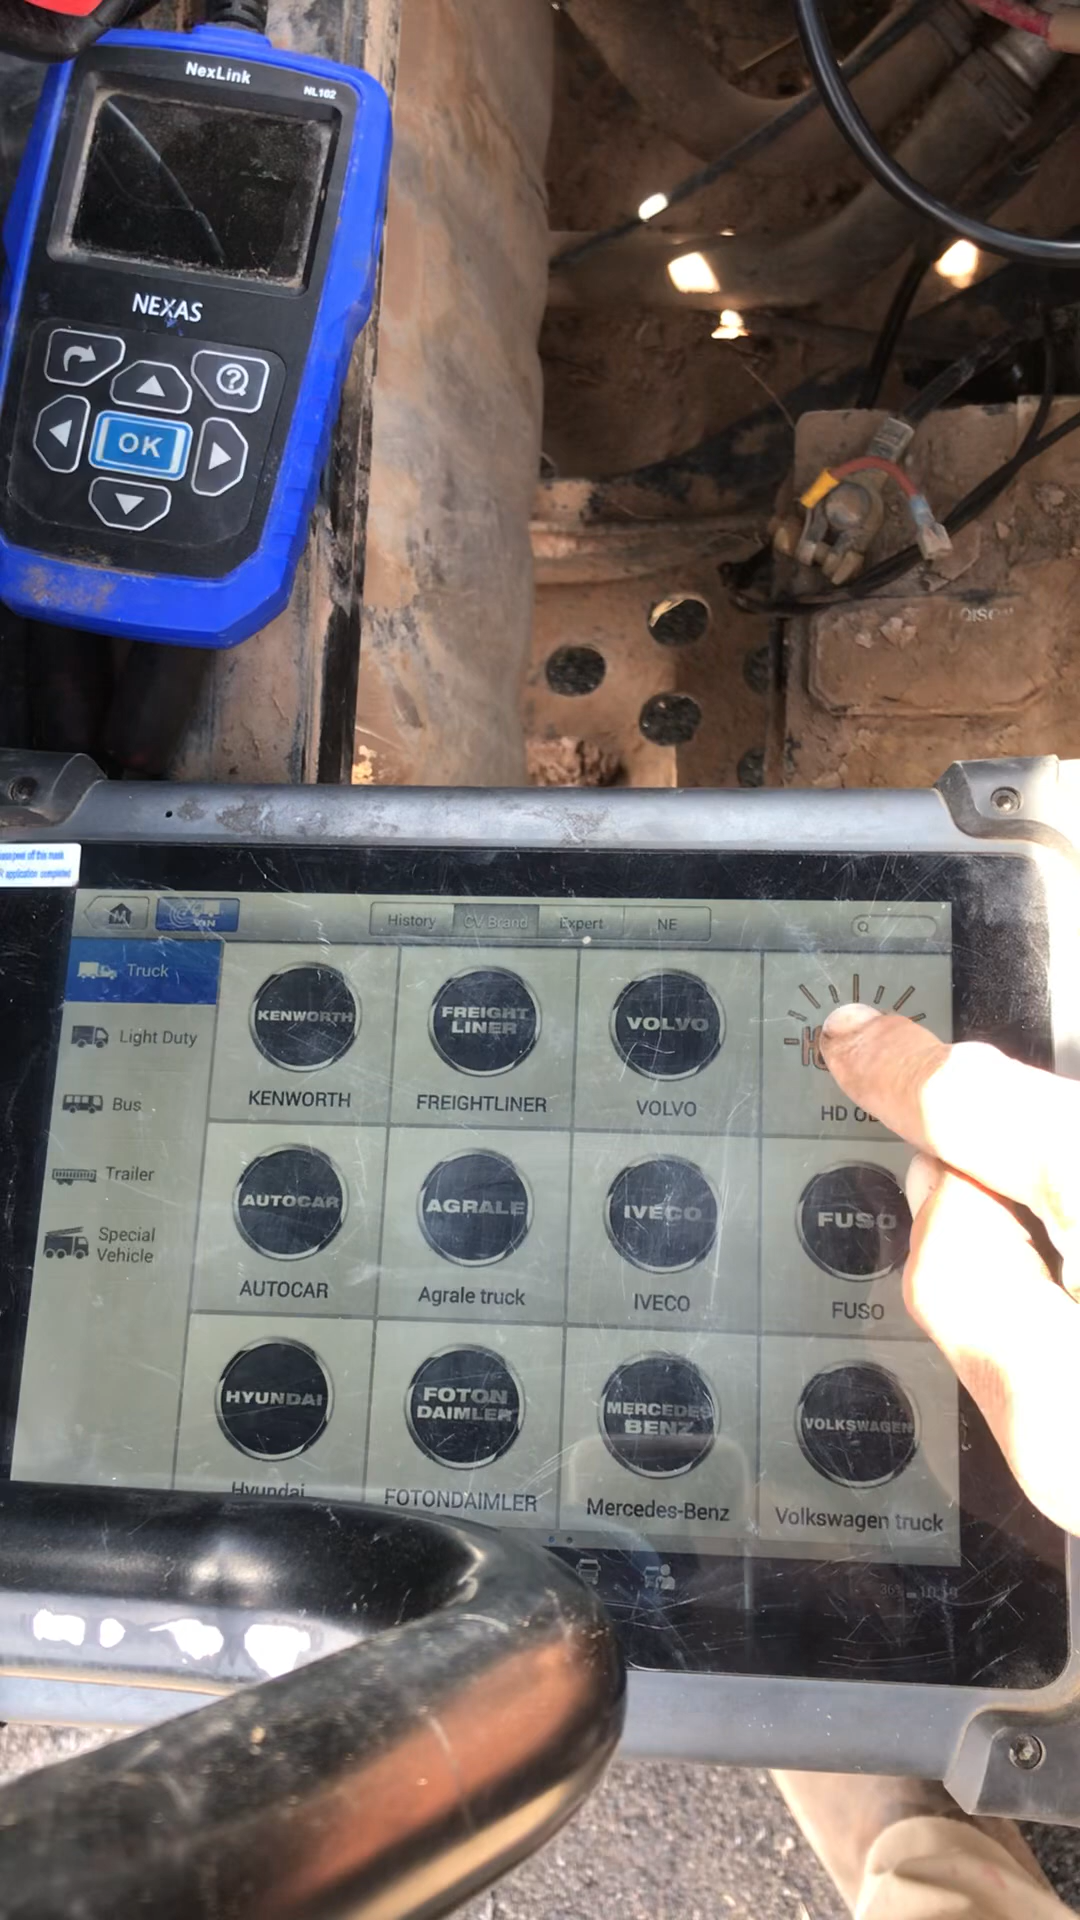 NexLink
NL102
NEXAS
OK
History
CV Brand
Expert
NE
Truck
Light Duty
Bus
Trailer
Special
Vehicle
KENWORTH
KENWORTH
FREIGHT
LINER
FREIGHTLINER
VOLVO
VOLVO
HD
AUTOCAR
AUTOCAR
AGRALE
Agrale truck
IVECO
IVECO
FUSO
FUSO
HYUNDAI
Hyundai
FOTON
DAIMLER
FOTONDAIMLER
MERCEDES
BENZ
Mercedes-Benz
VOLKSWAGEN
Volkswagen truck